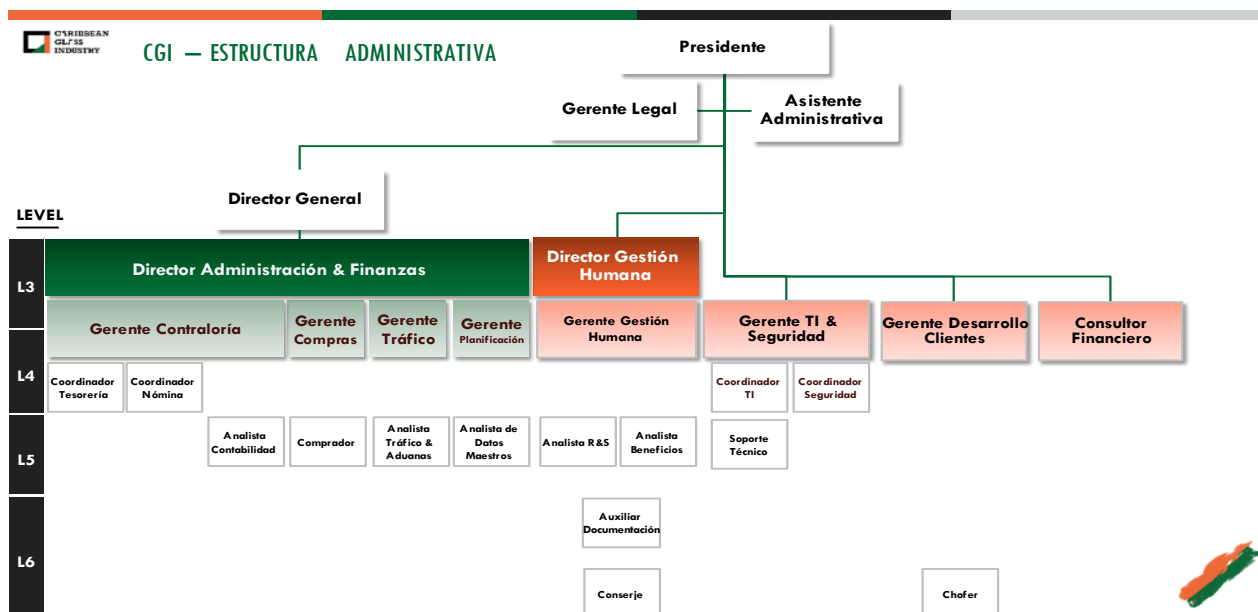 CARIBBEAN
GLASS
INDUSTRY
CGI – ESTRUCTURA ADMINISTRATIVA
Presidente
Gerente Legal
Asistente
Administrativa
Director General
LEVEL
L3
Director Administración & Finanzas
Director Gestión
Humana
Gerente Contraloría
Gerente
Compras
Gerente
Tráfico
Gerente
Planificación
Gerente Gestión
Humana
Gerente TI &
Seguridad
Gerente Desarrollo
Clientes
Consultor
Financiero
L4
Coordinador
Tesorería
Coordinador
Nómina
Coordinador
TI
Coordinador
Seguridad
L5
Analista
Contabilidad
Comprador
Analista
Tráfico &
Aduanas
Analista de
Datos
Maestros
Analista R&S
Analista
Beneficios
Soporte
Técnico
L6
Auxiliar
Documentación
Conserje
Chofer